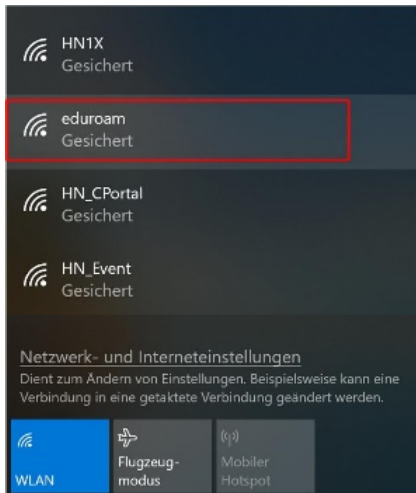 HN1X
Gesichert
eduroam
Gesichert
HN_CPortal
Gesichert
HN_Event
Gesichert
Netzwerk- und Interneteinstellungen
Dient zum Ändern von Einstellungen. Beispielsweise kann eine
Verbindung in eine getaktete Verbindung geändert werden.
WLAN
Flugzeug-
modus
Mobiler
Hotspot